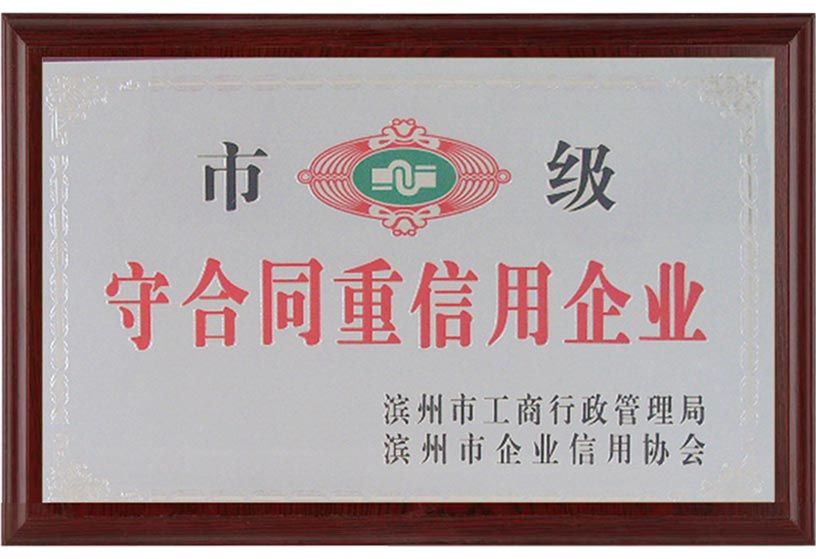 市 级
守合同重信用企业
滨州市工商行政管理局
滨州市企业信用协会